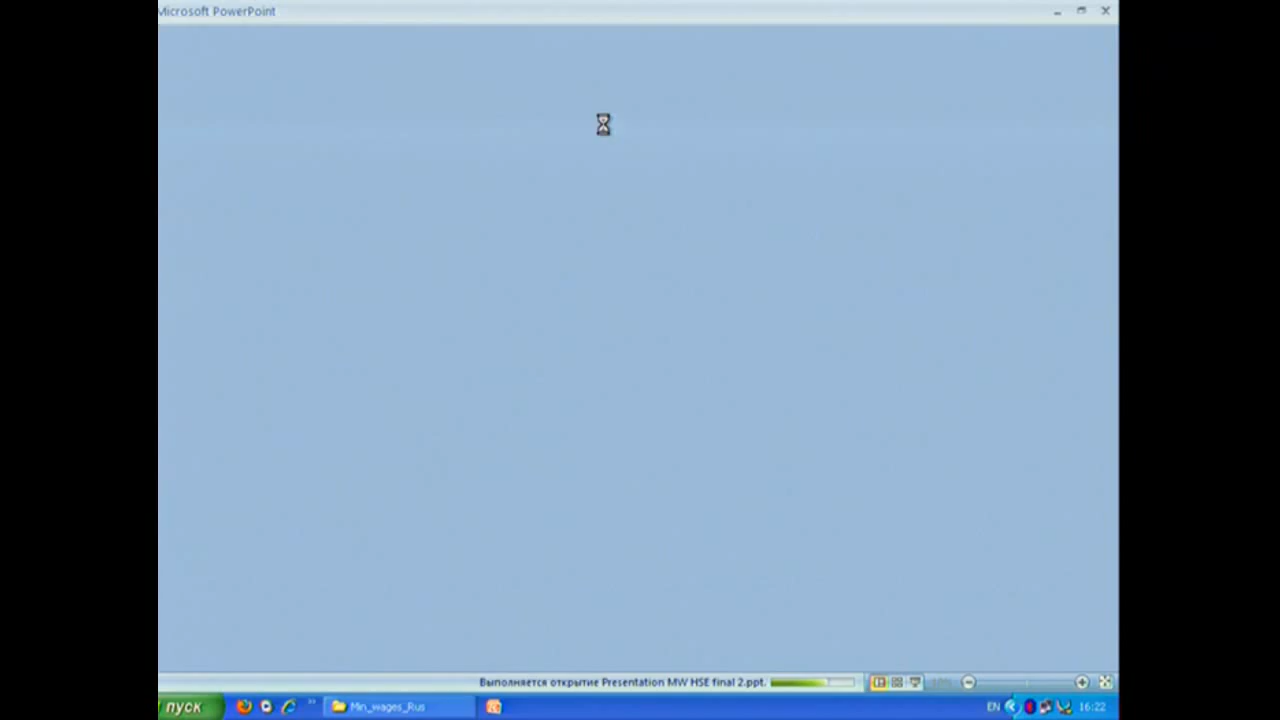 Microsoft PowerPoint
Выполняется открытие Presentation MW HSE final 2.ppt.
пуск
Min_wages_Rus
EN
16:22